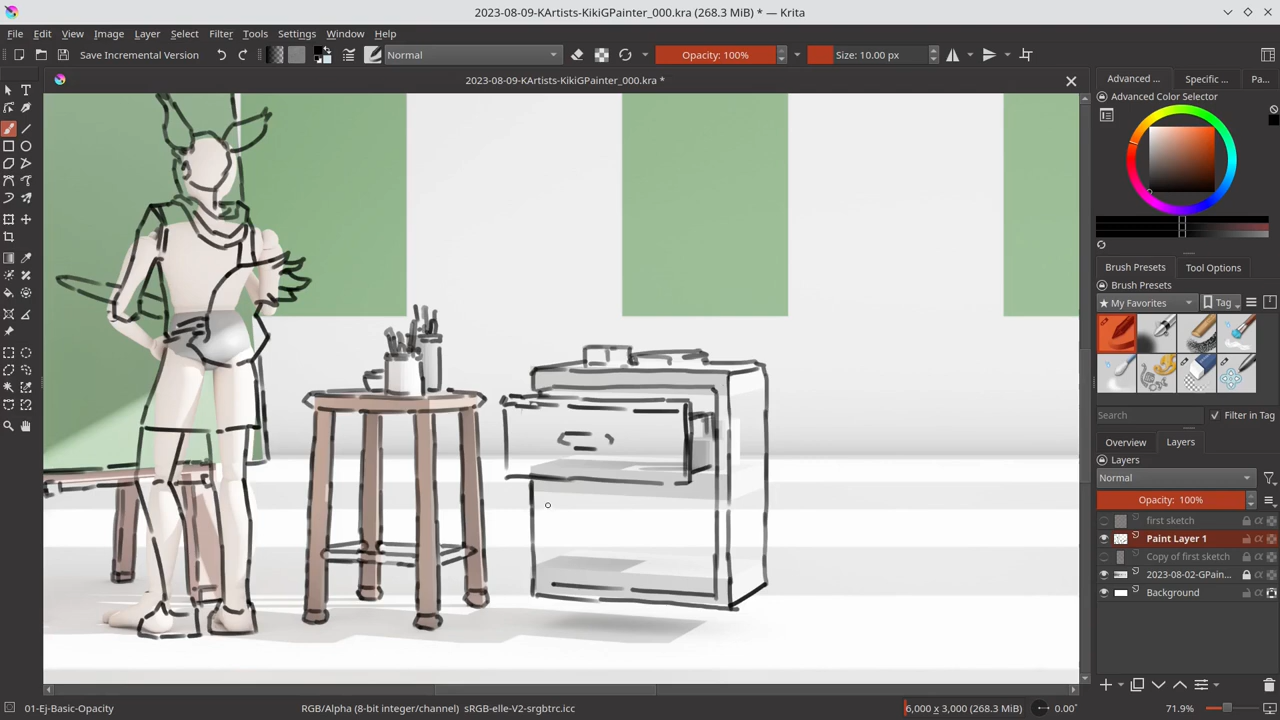 2023-08-09-KArtists-KikiGPainter_000.kra (268.3 MiB) * — Krita
File Edit View Image Layer Select Filter Tools Settings Window Help
Save Incremental Version Normal Opacity: 100% Size: 10.00 px
2023-08-09-KArtists-KikiGPainter_000.kra *
Advanced ... Specific ... Pa...
Advanced Color Selector
Brush Presets Tool Options
Brush Presets
★ My Favorites Tag
Search Filter in Tag
Overview Layers
Layers
Normal
Opacity: 100%
first sketch
Paint Layer 1
Copy of first sketch
2023-08-02-GPain...
Background
01-Ej-Basic-Opacity RGB/Alpha (8-bit integer/channel) sRGB-elle-V2-srgbtrc.icc 6,000 x 3,000 (268.3 MiB) 0.00° 71.9%